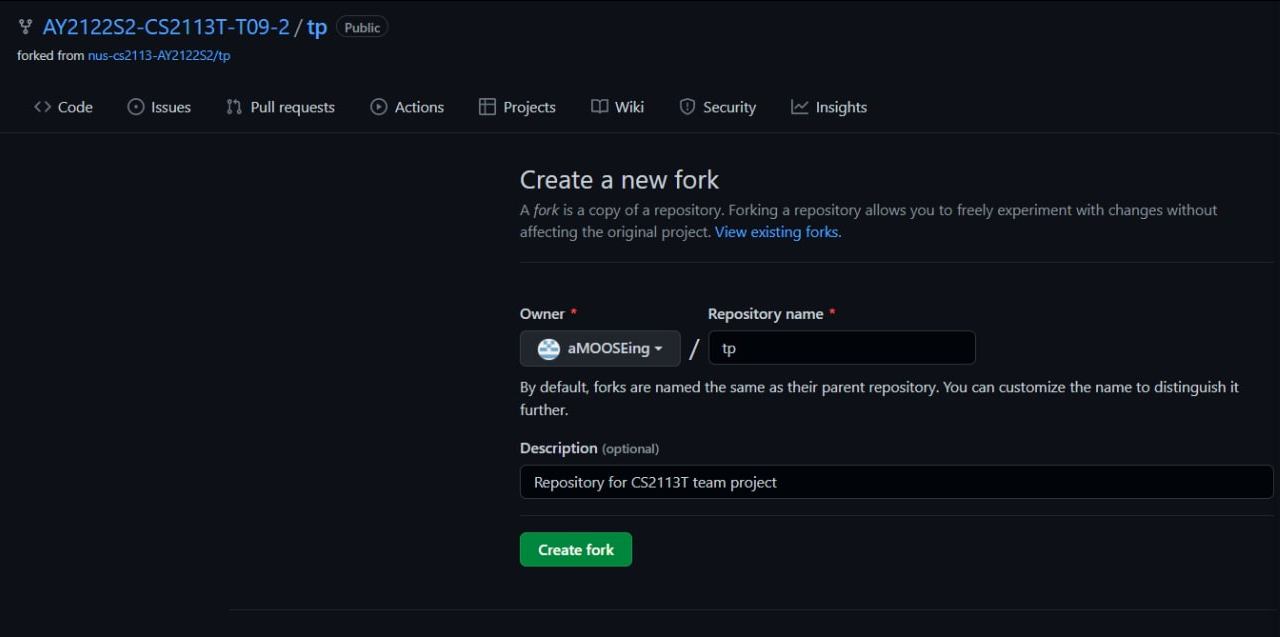 AY2122S2-CS2113T-T09-2 / tp Public
forked from nus-cs2113-AY2122S2/tp
Code Issues Pull requests Actions Projects Wiki Security Insights
Create a new fork
A fork is a copy of a repository. Forking a repository allows you to freely experiment with changes without
affecting the original project. View existing forks.
Owner * Repository name *
aMOOSEing / tp
By default, forks are named the same as their parent repository. You can customize the name to distinguish it
further.
Description (optional)
Repository for CS2113T team project
Create fork